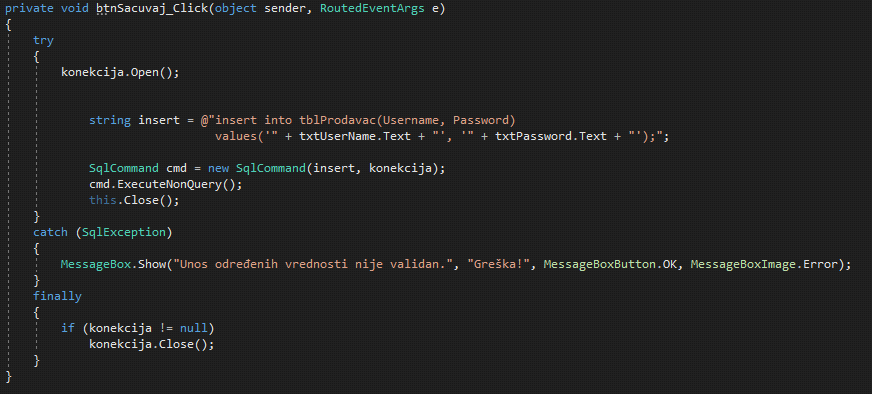 private void btnSacuvaj_Click(object sender, RoutedEventArgs e)
{
try
{
konekcija.Open();
string insert = @"insert into tblProdavac(Username, Password)
values('" + txtUserName.Text + "', '" + txtPassword.Text + "');";
SqlCommand cmd = new SqlCommand(insert, konekcija);
cmd.ExecuteNonQuery();
this.Close();
}
catch (SqlException)
{
MessageBox.Show("Unos određenih vrednosti nije validan.", "Greška!", MessageBoxButton.OK, MessageBoxImage.Error);
}
finally
{
if (konekcija != null)
konekcija.Close();
}
}